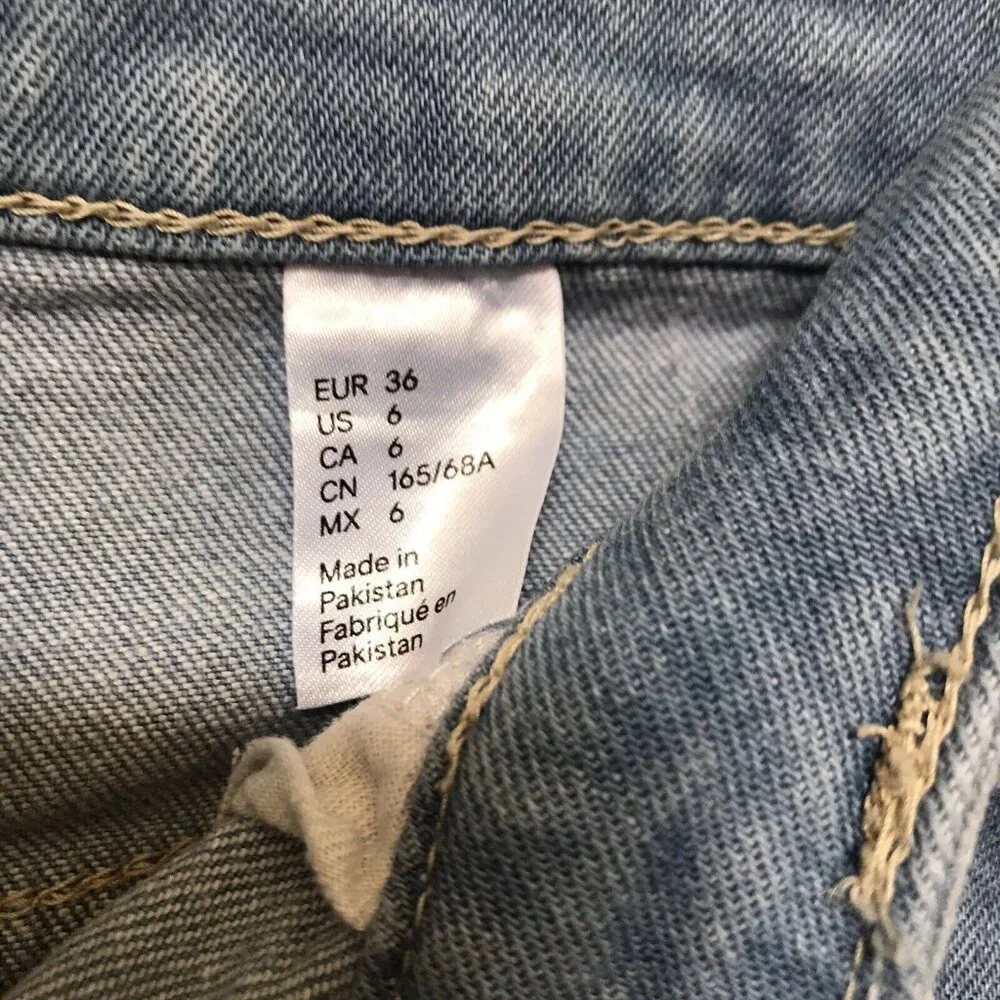 EUR 36
US 6
CA 6
CN 165/68A
MX 6
Made in
Pakistan
Fabriqué en
Pakistan